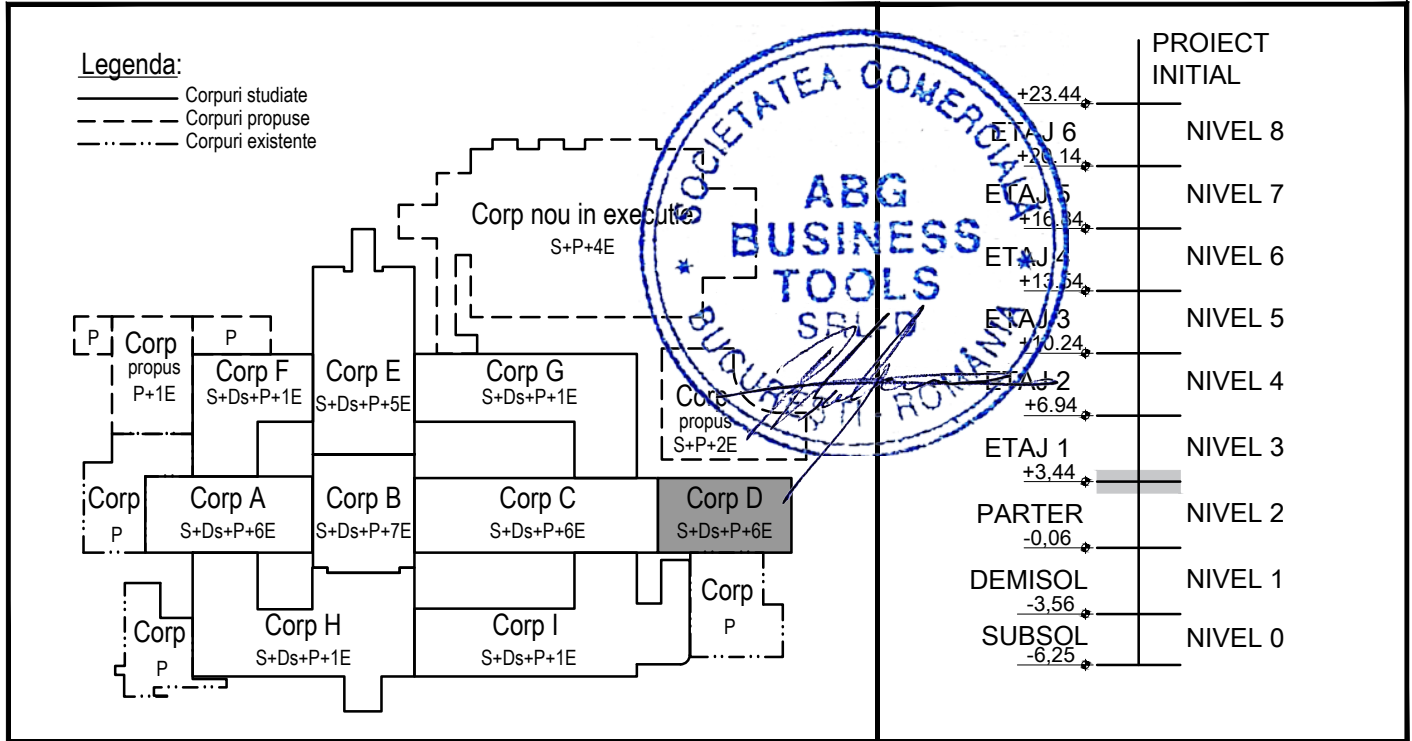 Legenda:
Corpuri studiate
Corpuri propuse
Corpuri existente
Corp nou in executie
S+P+4E
P
Corp
propus
P+1E
P
Corp F
S+Ds+P+1E
Corp E
S+Ds+P+5E
Corp G
S+Ds+P+1E
Corp
propus
S+P+2E
Corp
P
Corp A
S+Ds+P+6E
Corp B
S+Ds+P+7E
Corp C
S+Ds+P+6E
Corp D
S+Ds+P+6E
Corp
P
Corp H
S+Ds+P+1E
Corp I
S+Ds+P+1E
Corp
P
SOCIETATEA COMERCIALA
ABG
BUSINESS
TOOLS
SRL-D
BUCUREȘTI - ROMÂNIA
PROIECT
INITIAL
+23.44
ETAJ 6
NIVEL 8
+20.14
ETAJ 5
NIVEL 7
+16.84
ETAJ 4
NIVEL 6
+13.54
ETAJ 3
NIVEL 5
+10.24
ETAJ 2
NIVEL 4
+6.94
ETAJ 1
NIVEL 3
+3,44
PARTER
NIVEL 2
-0,06
DEMISOL
NIVEL 1
-3,56
SUBSOL
NIVEL 0
-6,25